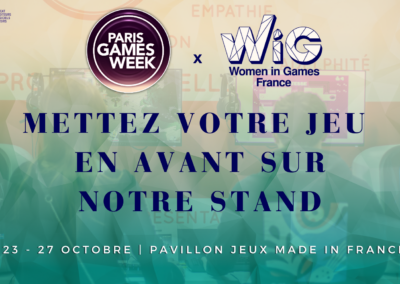 EMPATHIE
PARIS
GAMES
WEEK
x
WiG
Women in Games
France
METTEZ VOTRE JEU
EN AVANT SUR
NOTRE STAND
23 - 27 OCTOBRE | PAVILLON JEUX MADE IN FRANCE